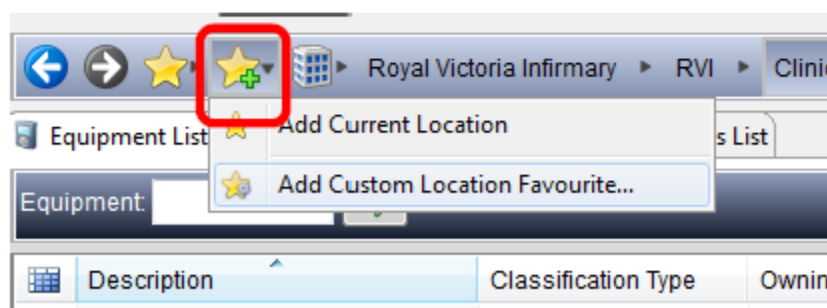 Royal Victoria Infirmary RVI Clini
Add Current Location
Equipment List s List
Add Custom Location Favourite...
Equipment:
Description Classification Type Ownin